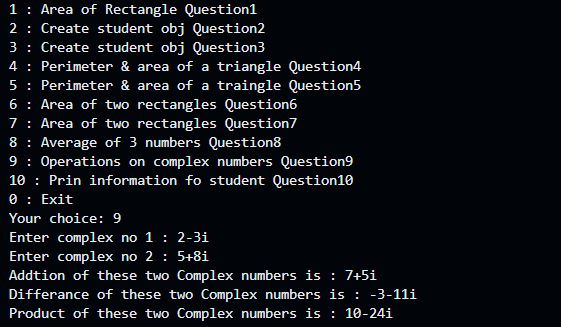 1 : Area of Rectangle Question1
2 : Create student obj Question2
3 : Create student obj Question3
4 : Perimeter & area of a triangle Question4
5 : Perimeter & area of a traingle Question5
6 : Area of two rectangles Question6
7 : Area of two rectangles Question7
8 : Average of 3 numbers Question8
9 : Operations on complex numbers Question9
10 : Prin information fo student Question10
0 : Exit
Your choice: 9
Enter complex no 1 : 2-3i
Enter complex no 2 : 5+8i
Addtion of these two Complex numbers is : 7+5i
Differance of these two Complex numbers is : -3-11i
Product of these two Complex numbers is : 10-24i